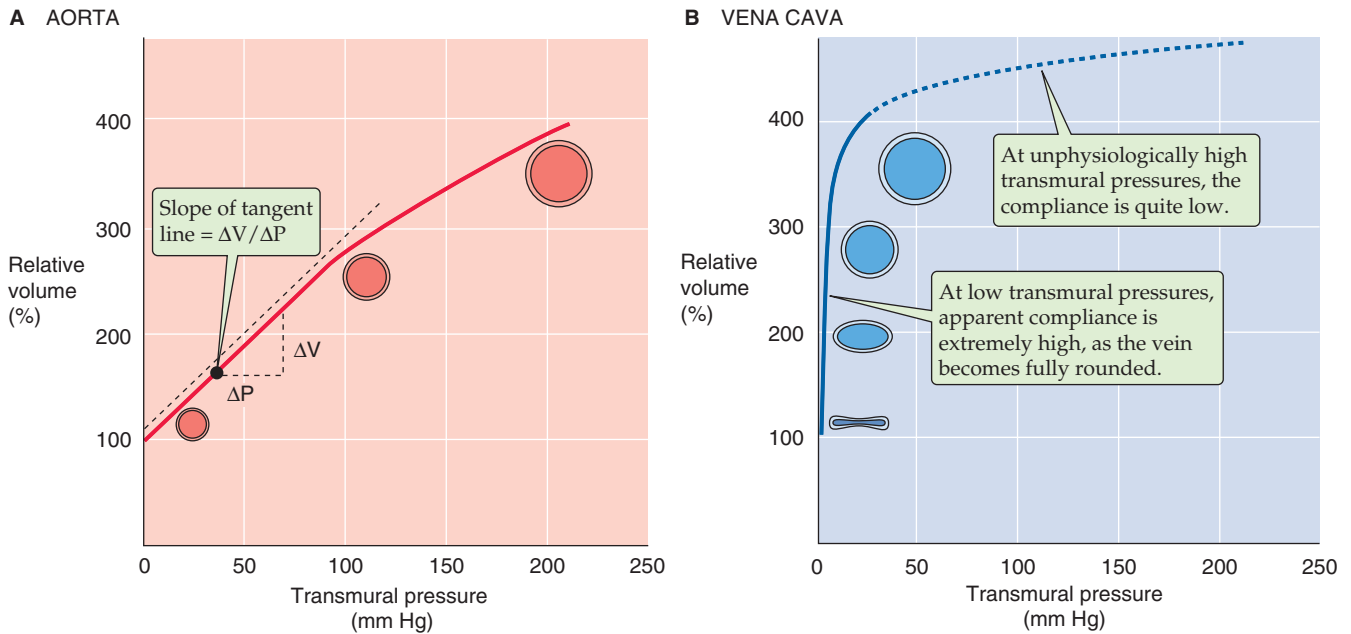 A AORTA
400
300
200
100
Relative
volume
(%)
Slope of tangent
line = ΔV/ΔP
ΔV
ΔP
0 50 100 150 200 250
Transmural pressure
(mm Hg)
B VENA CAVA
400
300
200
100
Relative
volume
(%)
At unphysiologically high
transmural pressures, the
compliance is quite low.
At low transmural pressures,
apparent compliance is
extremely high, as the vein
becomes fully rounded.
0 50 100 150 200 250
Transmural pressure
(mm Hg)